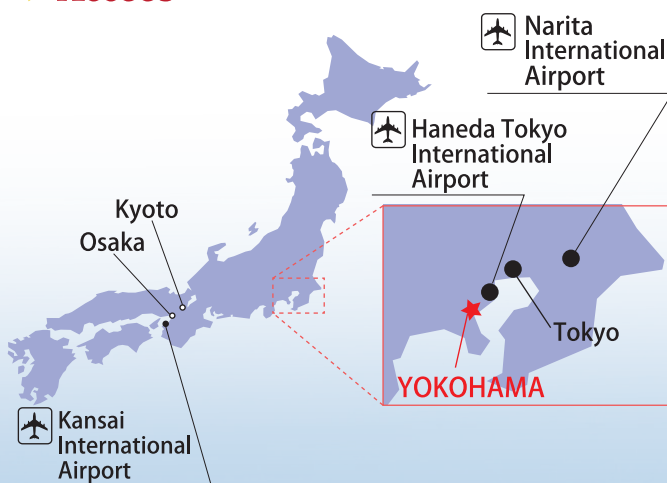 Narita
International
Airport
Haneda Tokyo
International
Airport
Kyoto
Osaka
Tokyo
YOKOHAMA
Kansai
International
Airport